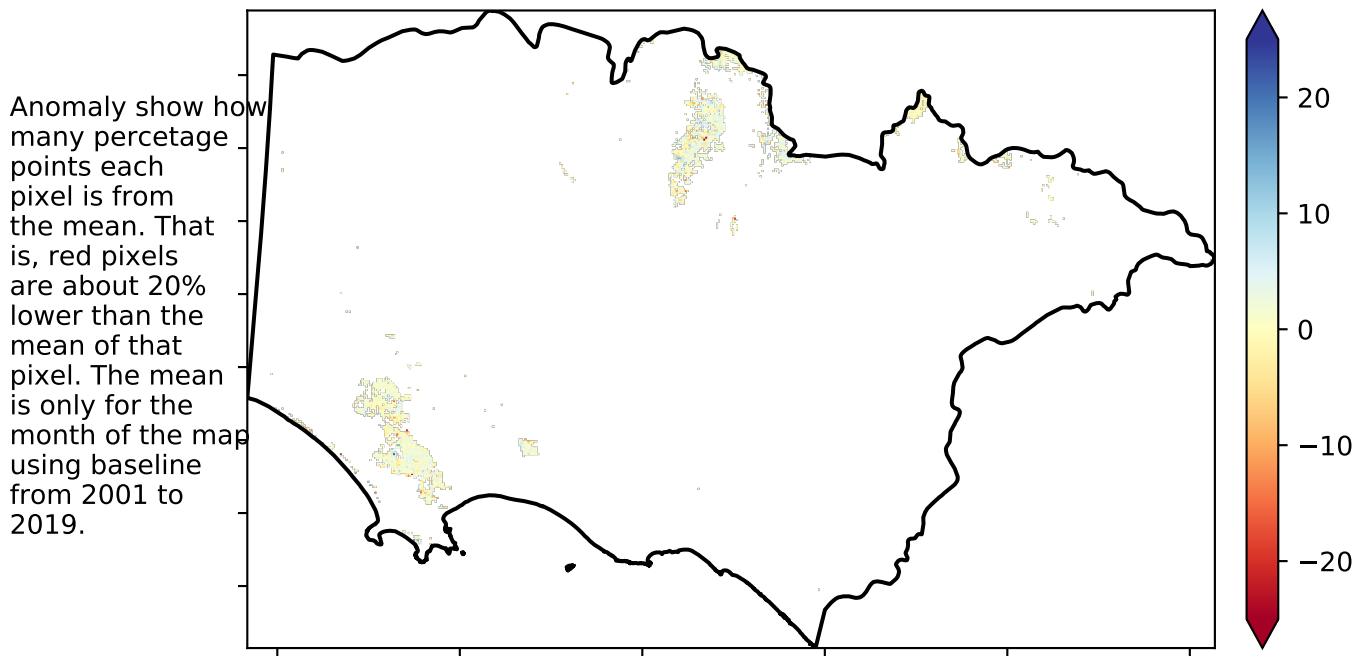 Anomaly show how
many percetage
points each
pixel is from
the mean. That
is, red pixels
are about 20%
lower than the
mean of that
pixel. The mean
is only for the
month of the map
using baseline
from 2001 to
2019.
20
10
0
−10
−20